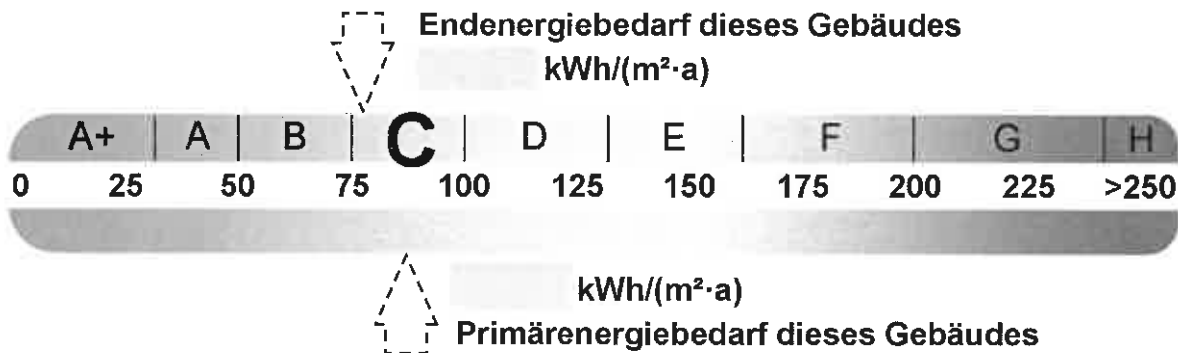 Endenergiebedarf dieses Gebäudes
kWh/(m²·a)
A+ A B C D E F G H
0 25 50 75 100 125 150 175 200 225 >250
kWh/(m²·a)
Primärenergiebedarf dieses Gebäudes